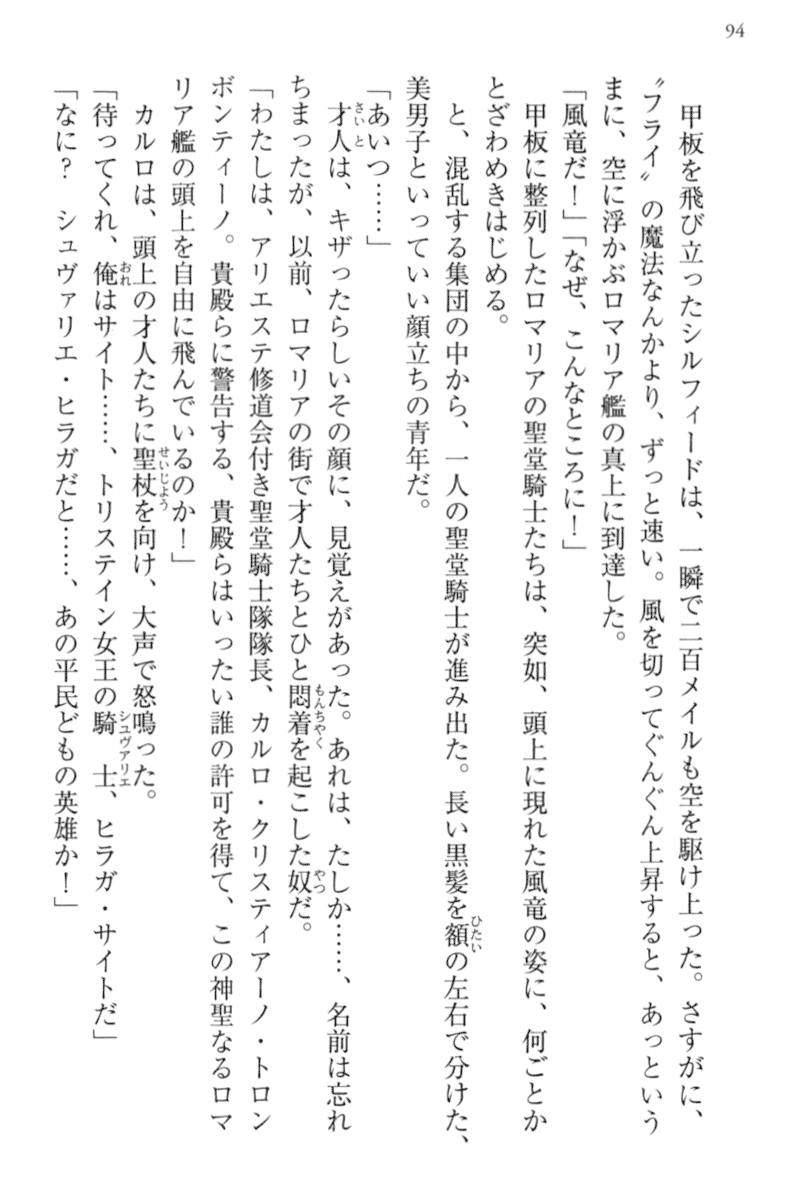 94
甲板を飛び立ったシルフィードは、一瞬で二百メイルも空を駆け上った。さすがに、
〝フライ〟の魔法なんかより、ずっと速い。風を切ってぐんぐん上昇すると、あっという
まに、空に浮かぶロマリア艦の真上に到達した。
「風竜だ!」「なぜ、こんなところに!」
甲板に整列したロマリアの聖堂騎士たちは、突如、頭上に現れた風竜の姿に、何ごとか
とざわめきはじめる。
と、混乱する集団の中から、一人の聖堂騎士が進み出た。長い黒髪を額の左右で分けた、
美男子といっていい顔立ちの青年だ。
「あいつ……」
才人は、キザったらしいその顔に、見覚えがあった。あれは、たしか……、名前は忘れ
ちまったが、以前、ロマリアの街で才人たちとひと悶着を起こした奴だ。
「わたしは、アリエステ修道会付き聖堂騎士隊隊長、カルロ・クリスティアーノ・トロン
ボンティーノ。貴殿らに警告する、貴殿らはいったい誰の許可を得て、この神聖なるロマ
リア艦の頭上を自由に飛んでいるのか!」
カルロは、頭上の才人たちに聖杖を向け、大声で怒鳴った。
「待ってくれ、俺はサイト……、トリステイン女王の騎士、ヒラガ・サイトだ」
「なに? シュヴァリエ・ヒラガだと……、あの平民どもの英雄か!」